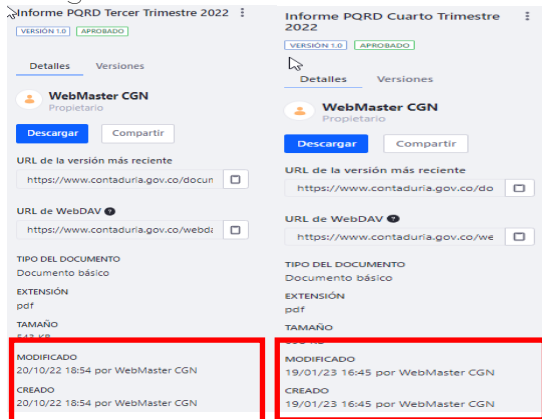 Informe PQRD Tercer Trimestre 2022
VERSIÓN 1.0 APROBADO
Detalles Versiones
WebMaster CGN
Propietario
Descargar Compartir
URL de la versión más reciente
https://www.contaduria.gov.co/docun
URL de WebDAV
https://www.contaduria.gov.co/webda
TIPO DEL DOCUMENTO
Documento básico
EXTENSIÓN
pdf
TAMAÑO
MODIFICADO
20/10/22 18:54 por WebMaster CGN
CREADO
20/10/22 18:54 por WebMaster CGN
Informe PQRD Cuarto Trimestre
2022
VERSIÓN 1.0 APROBADO
Detalles Versiones
WebMaster CGN
Propietario
Descargar Compartir
URL de la versión más reciente
https://www.contaduria.gov.co/do
URL de WebDAV
https://www.contaduria.gov.co/we
TIPO DEL DOCUMENTO
Documento básico
EXTENSIÓN
pdf
TAMAÑO
MODIFICADO
19/01/23 16:45 por WebMaster CGN
CREADO
19/01/23 16:45 por WebMaster CGN